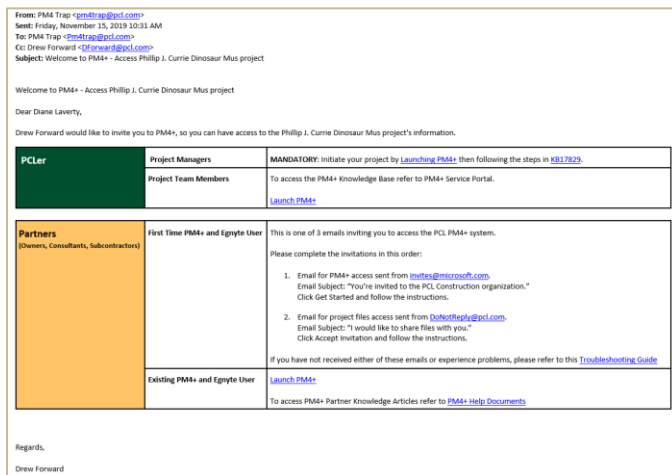 From: PM4 Trap <pm4trap@pcl.com>
Sent: Friday, November 15, 2019 10:31 AM
To: PM4 Trap <Pm4trap@pcl.com>
Cc: Drew Forward <DForward@pcl.com>
Subject: Welcome to PM4+ - Access Phillip J. Currie Dinosaur Mus project
Welcome to PM4+ - Access Phillip J. Currie Dinosaur Mus project
Dear Diane Laverty,
Drew Forward would like to invite you to PM4+, so you can have access to the Phillip J. Currie Dinosaur Mus project's information.
PCLer
Project Managers
MANDATORY: Initiate your project by Launching PM4+ then following the steps in KB17829.
Project Team Members
To access the PM4+ Knowledge Base refer to PM4+ Service Portal.
Launch PM4+
Partners
(Owners, Consultants, Subcontractors)
First Time PM4+ and Egnyte User
This is one of 3 emails inviting you to access the PCL PM4+ system.
Please complete the invitations in this order:
1. Email for PM4+ access sent from invites@microsoft.com.
Email Subject: "You're invited to the PCL Construction organization."
Click Get Started and follow the instructions.
2. Email for project files access sent from DoNotReply@pcl.com.
Email Subject: "I would like to share files with you."
Click Accept Invitation and follow the instructions.
If you have not received either of these emails or experience problems, please refer to this Troubleshooting Guide
Existing PM4+ and Egnyte User
Launch PM4+
To access PM4+ Partner Knowledge Articles refer to PM4+ Help Documents
Regards,
Drew Forward